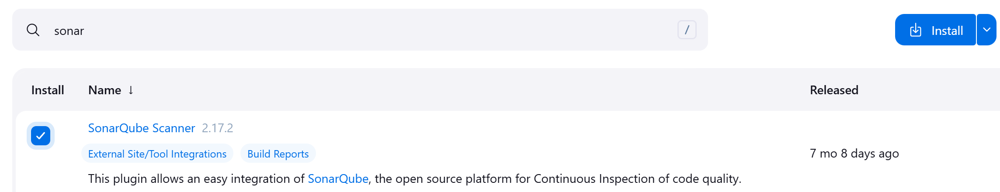 sonar
/
Install
Install Name ↓ Released
SonarQube Scanner 2.17.2
External Site/Tool Integrations Build Reports
7 mo 8 days ago
This plugin allows an easy integration of SonarQube, the open source platform for Continuous Inspection of code quality.